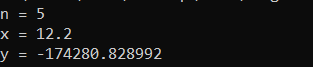 n = 5
x = 12.2
y = -174280.828992